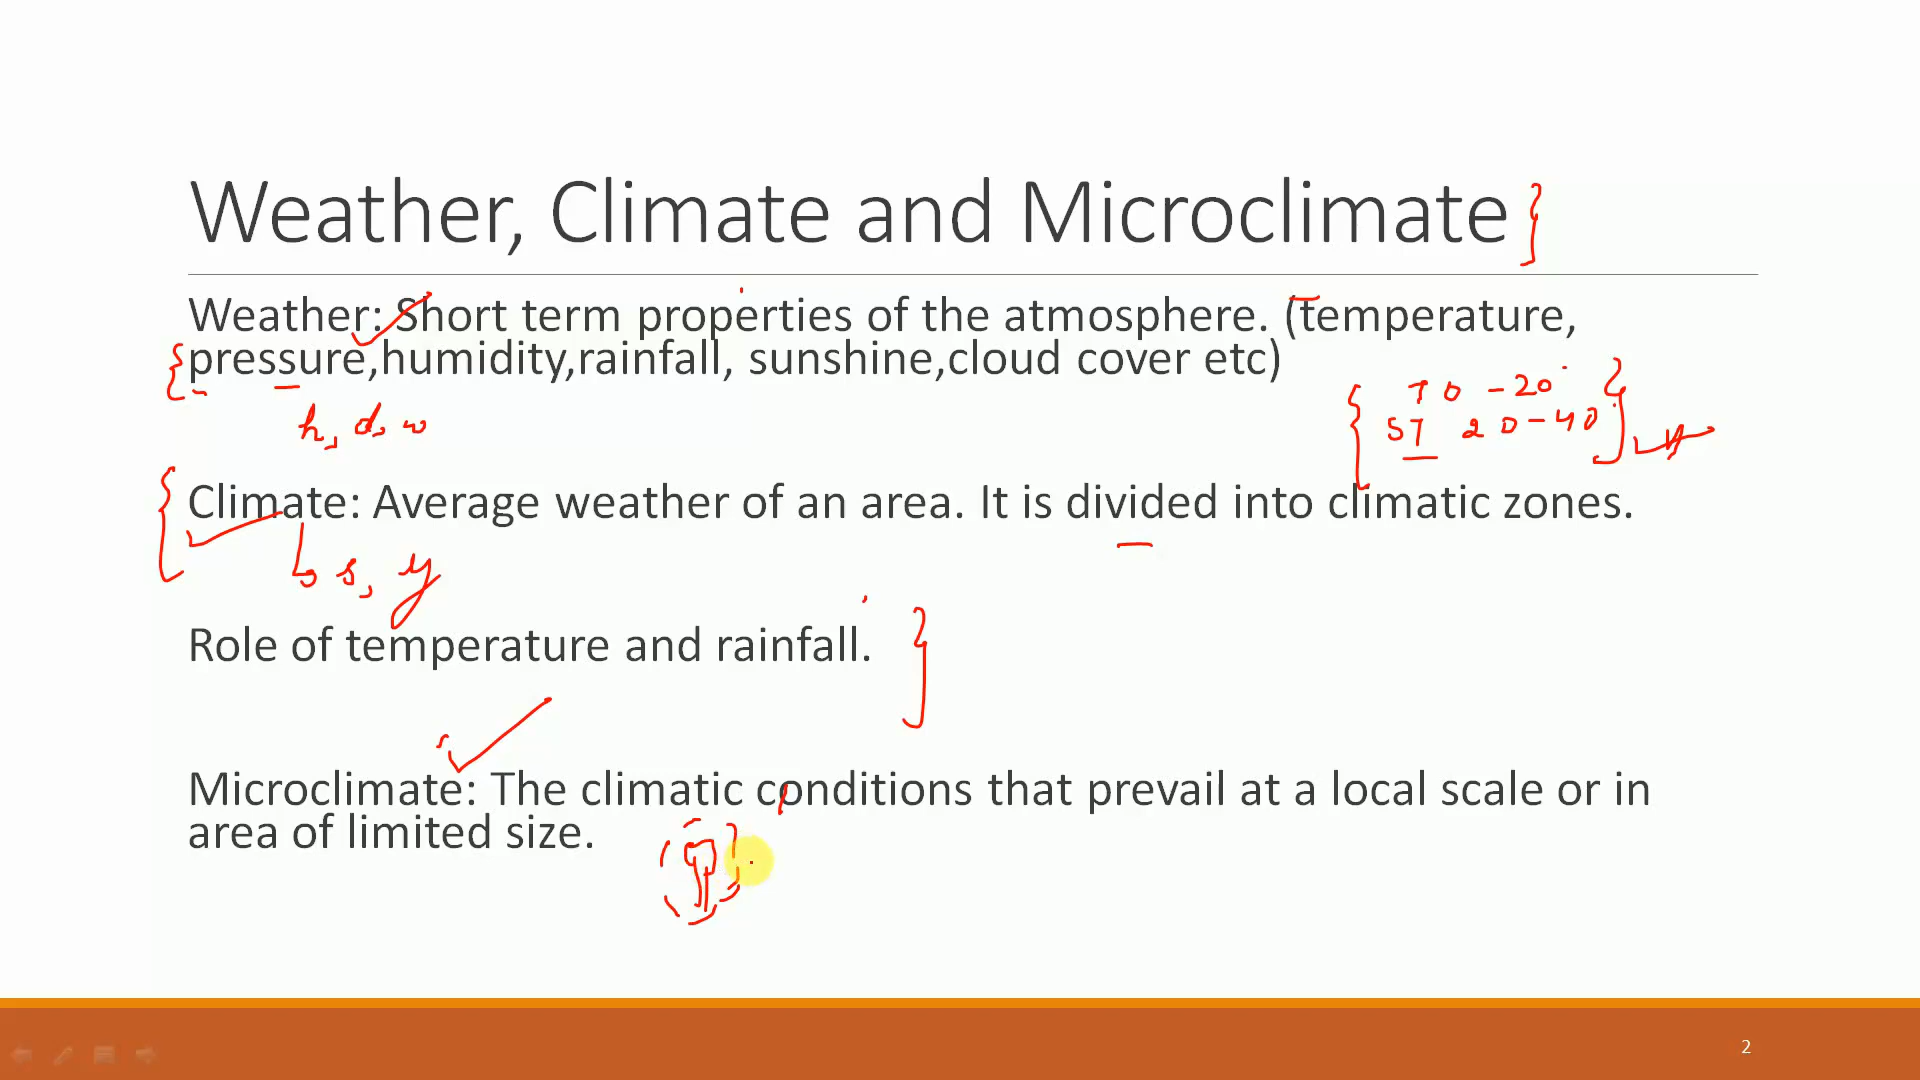 Weather, Climate and Microclimate
Weather: Short term properties of the atmosphere. (temperature,
pressure,humidity,rainfall, sunshine,cloud cover etc)
T 0 - 20
h, d, w
ST 20-40
Climate: Average weather of an area. It is divided into climatic zones.
s, y
Role of temperature and rainfall.
Microclimate: The climatic conditions that prevail at a local scale or in
area of limited size.
2